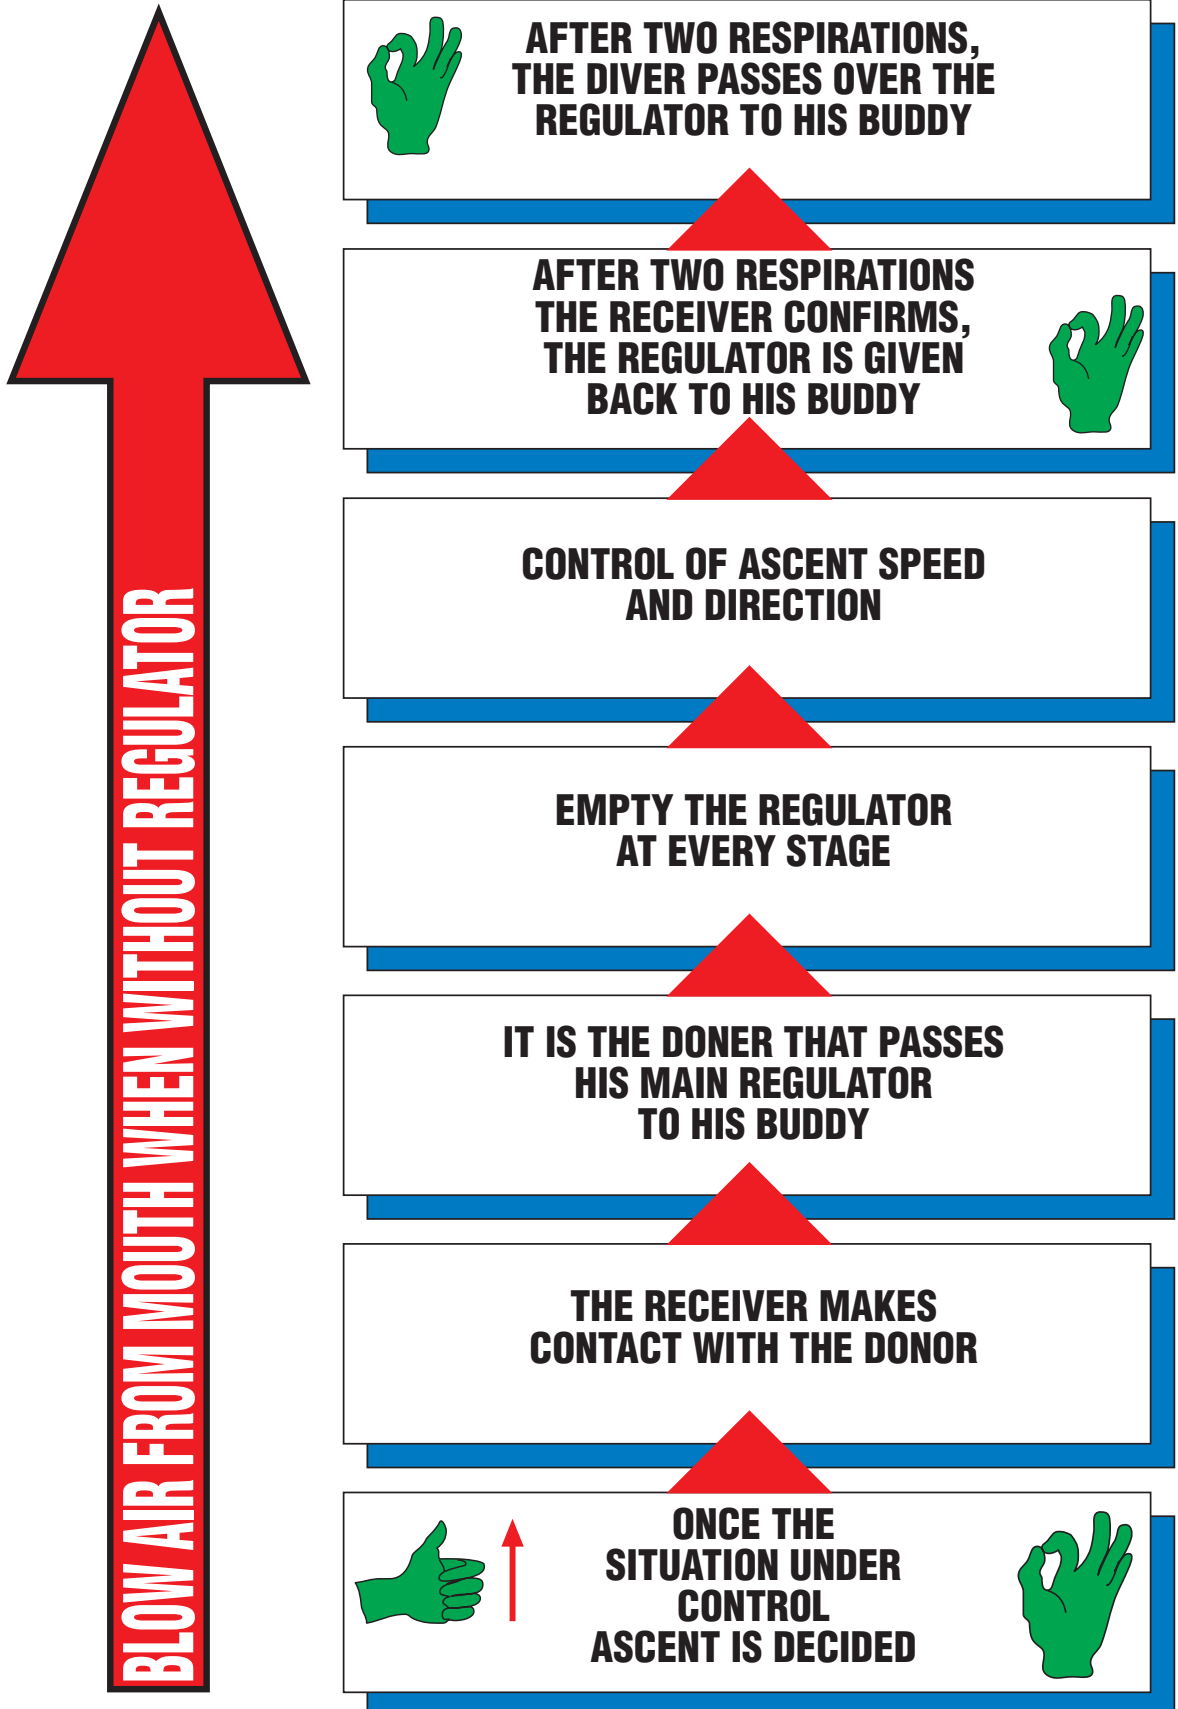 AFTER TWO RESPIRATIONS,
THE DIVER PASSES OVER THE
REGULATOR TO HIS BUDDY
AFTER TWO RESPIRATIONS
THE RECEIVER CONFIRMS,
THE REGULATOR IS GIVEN
BACK TO HIS BUDDY
CONTROL OF ASCENT SPEED
AND DIRECTION
EMPTY THE REGULATOR
AT EVERY STAGE
IT IS THE DONER THAT PASSES
HIS MAIN REGULATOR
TO HIS BUDDY
THE RECEIVER MAKES
CONTACT WITH THE DONOR
ONCE THE
SITUATION UNDER
CONTROL
ASCENT IS DECIDED
BLOW AIR FROM MOUTH WHEN WITHOUT REGULATOR